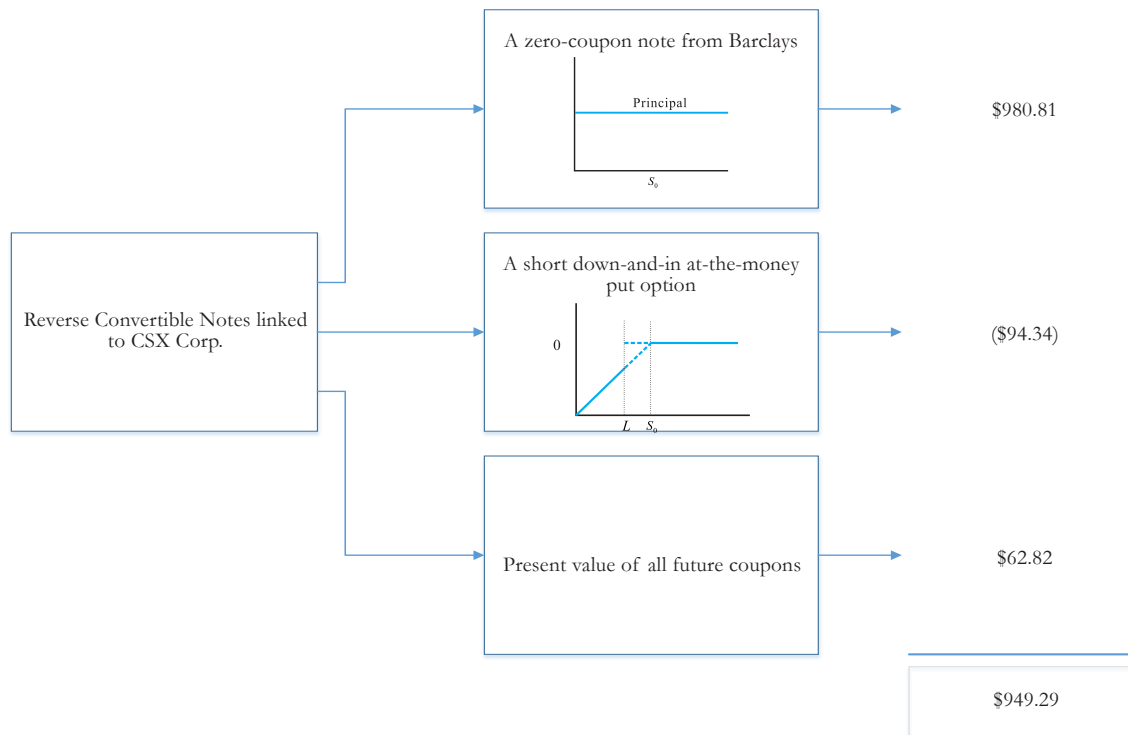 A zero-coupon note from Barclays
Principal
S₀
$980.81
Reverse Convertible Notes linked
to CSX Corp.
A short down-and-in at-the-money
put option
0
L S₀
($94.34)
Present value of all future coupons
$62.82
$949.29